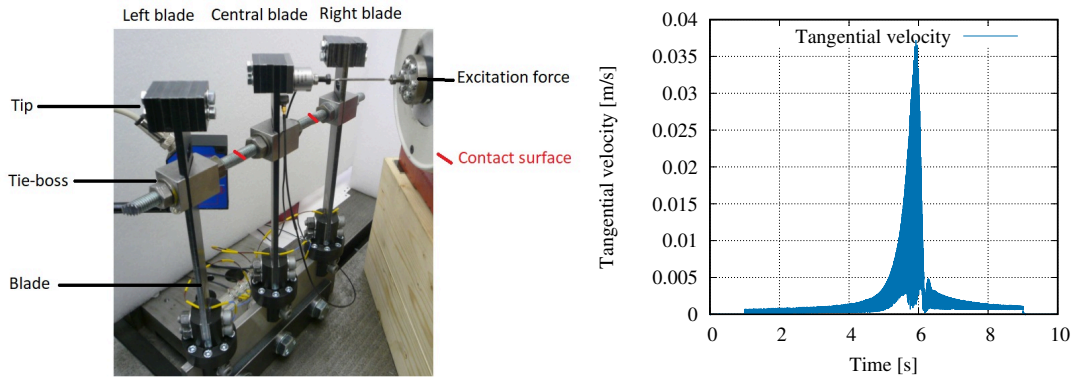 Left blade Central blade Right blade
Tip
Excitation force
Contact surface
Tie-boss
Blade
Tangential velocity
Tangential velocity [m/s]
0.04
0.035
0.03
0.025
0.02
0.015
0.01
0.005
0
0 2 4 6 8 10
Time [s]